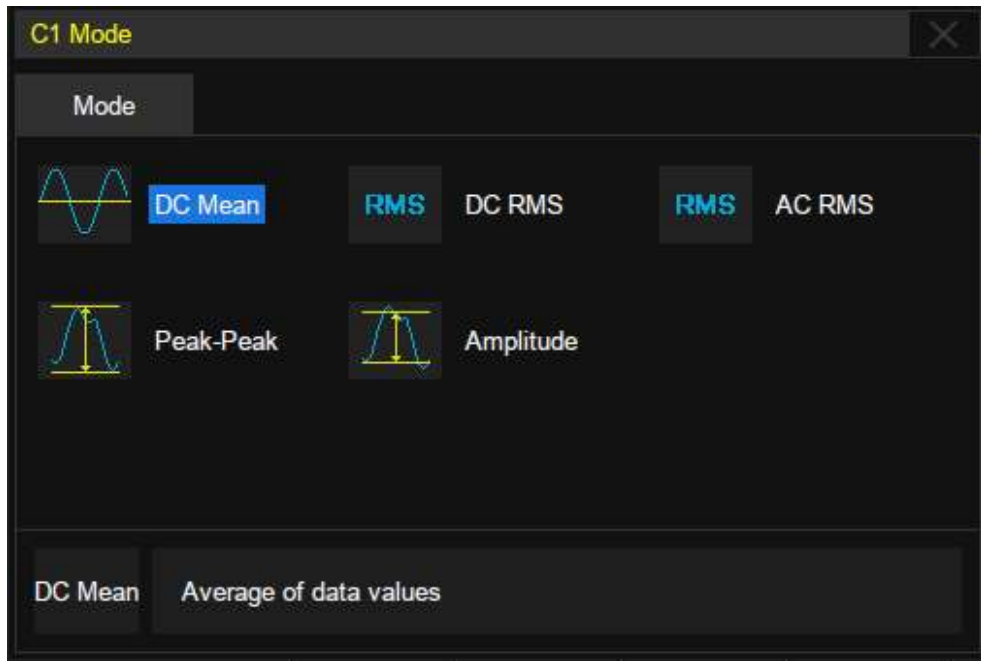 C1 Mode
Mode
DC Mean
RMS
DC RMS
RMS
AC RMS
Peak-Peak
Amplitude
DC Mean
Average of data values